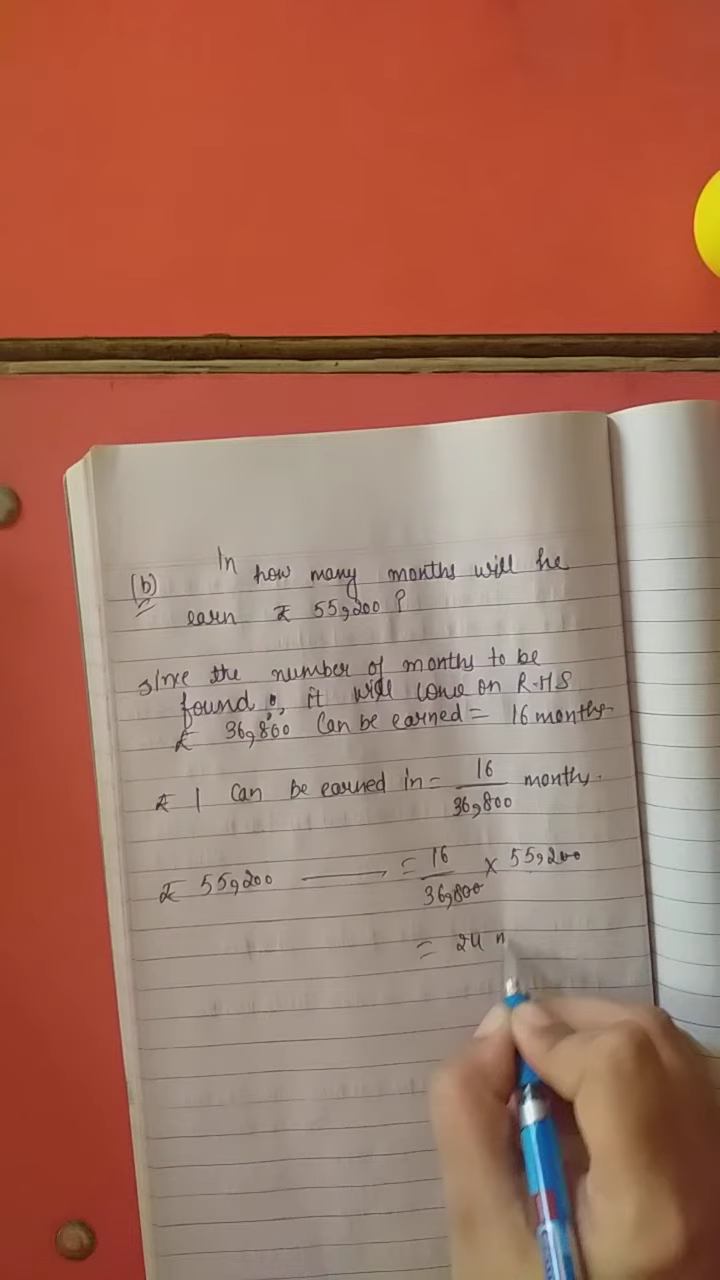 (b) In how many months will he
earn ₹ 55,200 ?
Since the number of months to be
found, it will come on R.H.S
₹ 36,800 Can be earned = 16 months
₹ 1 Can be earned in = 16/36,800 months.
₹ 55,200 —— = 16/36,800 × 55,200
= 24 m